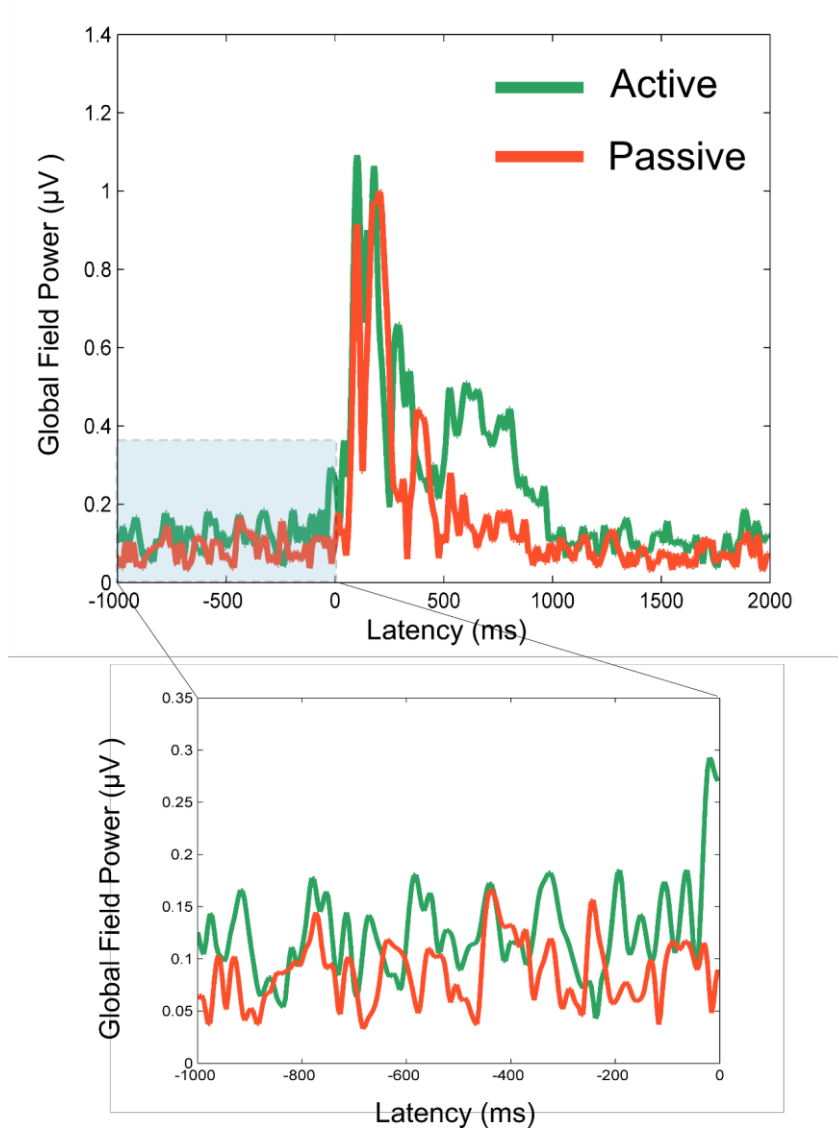 1.4
1.2
1
0.8
0.6
0.4
0.2
0
Global Field Power (µV )
Active
Passive
-1000 -500 0 500 1000 1500 2000
Latency (ms)
0.35
0.3
0.25
0.2
0.15
0.1
0.05
0
Global Field Power (µV )
-1000 -800 -600 -400 -200 0
Latency (ms)